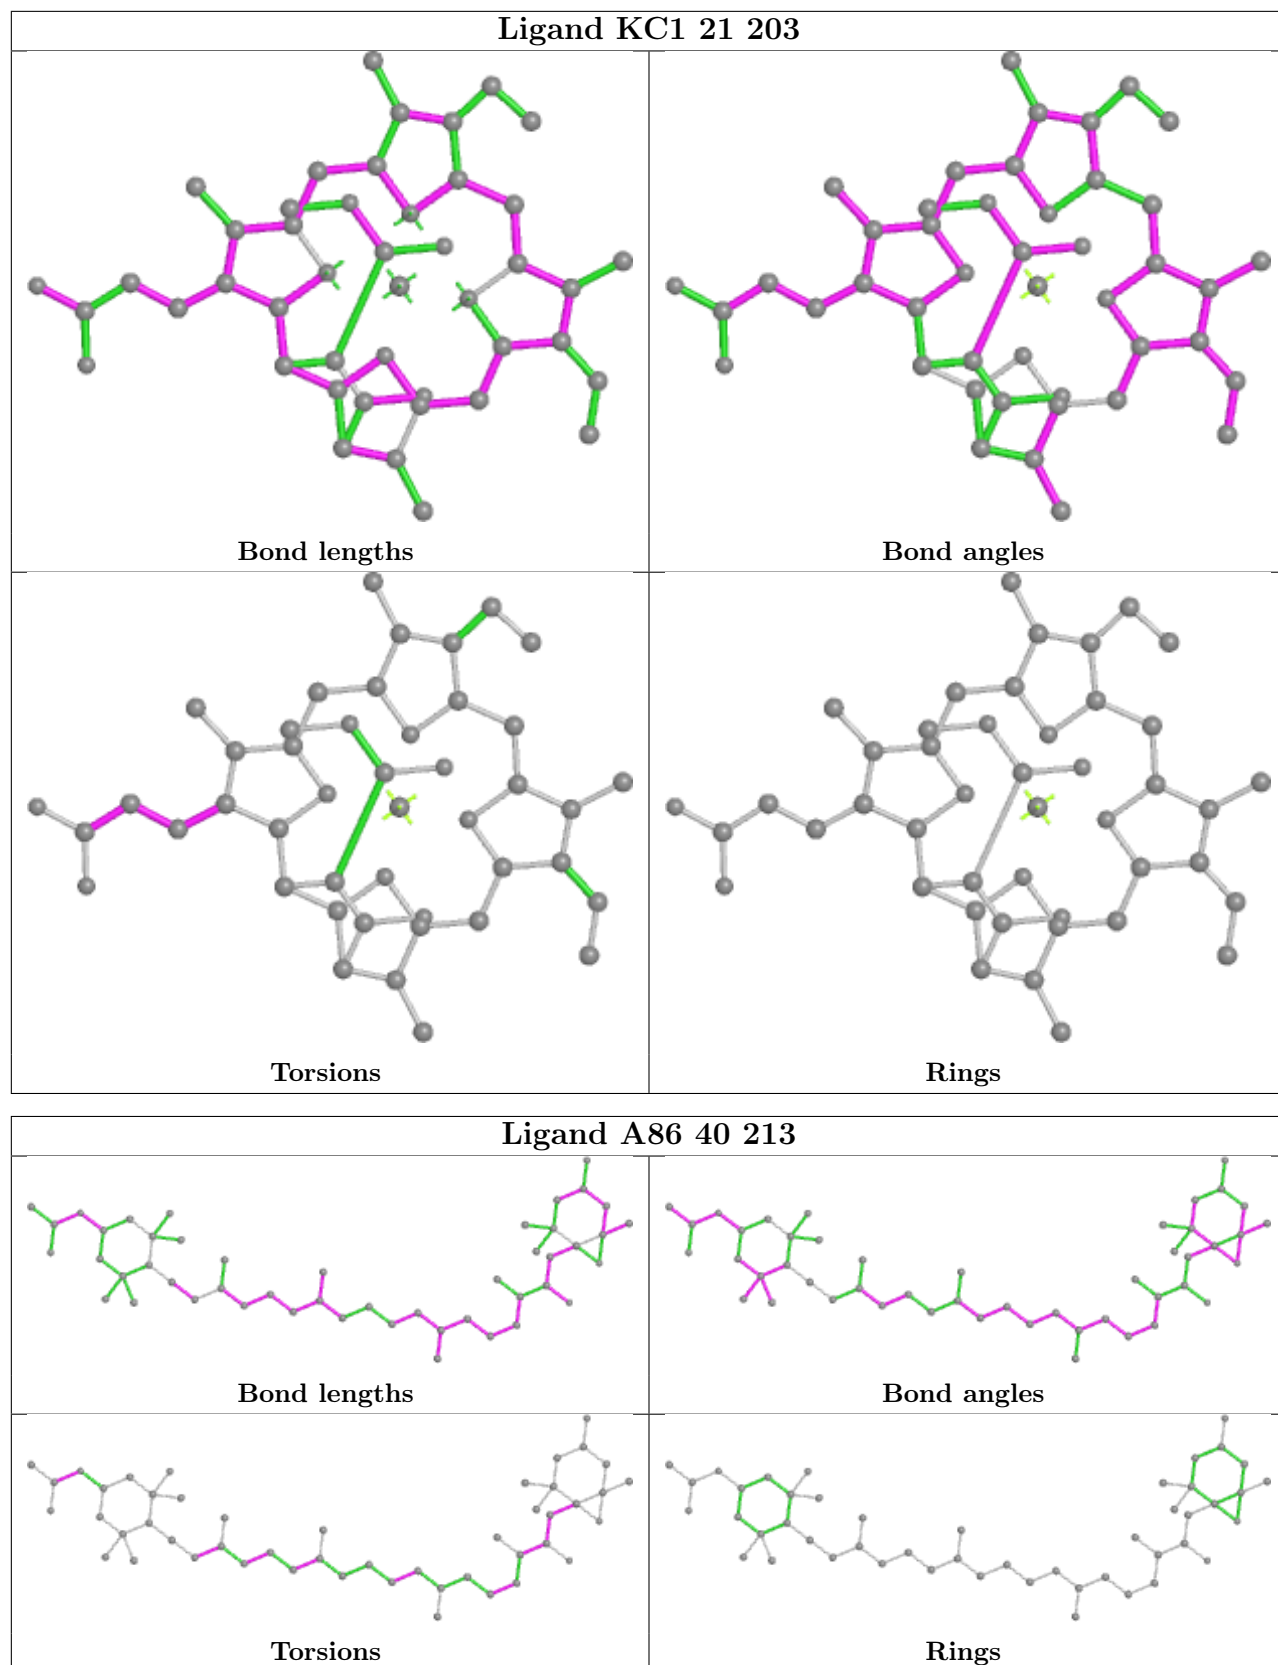 Ligand KC1 21 203
Bond lengths
Bond angles
Torsions
Rings
Ligand A86 40 213
Bond lengths
Bond angles
Torsions
Rings